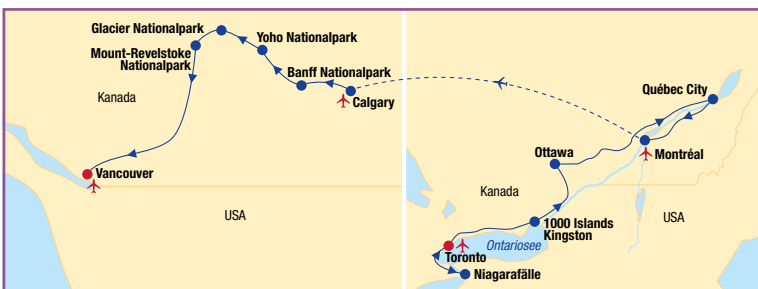 Glacier Nationalpark
Yoho Nationalpark
Mount-Revelstoke
Nationalpark
Banff Nationalpark
Kanada
Calgary
Vancouver
USA
Québec City
Montréal
Ottawa
Kanada
USA
1000 Islands
Kingston
Ontariosee
Toronto
Niagarafälle